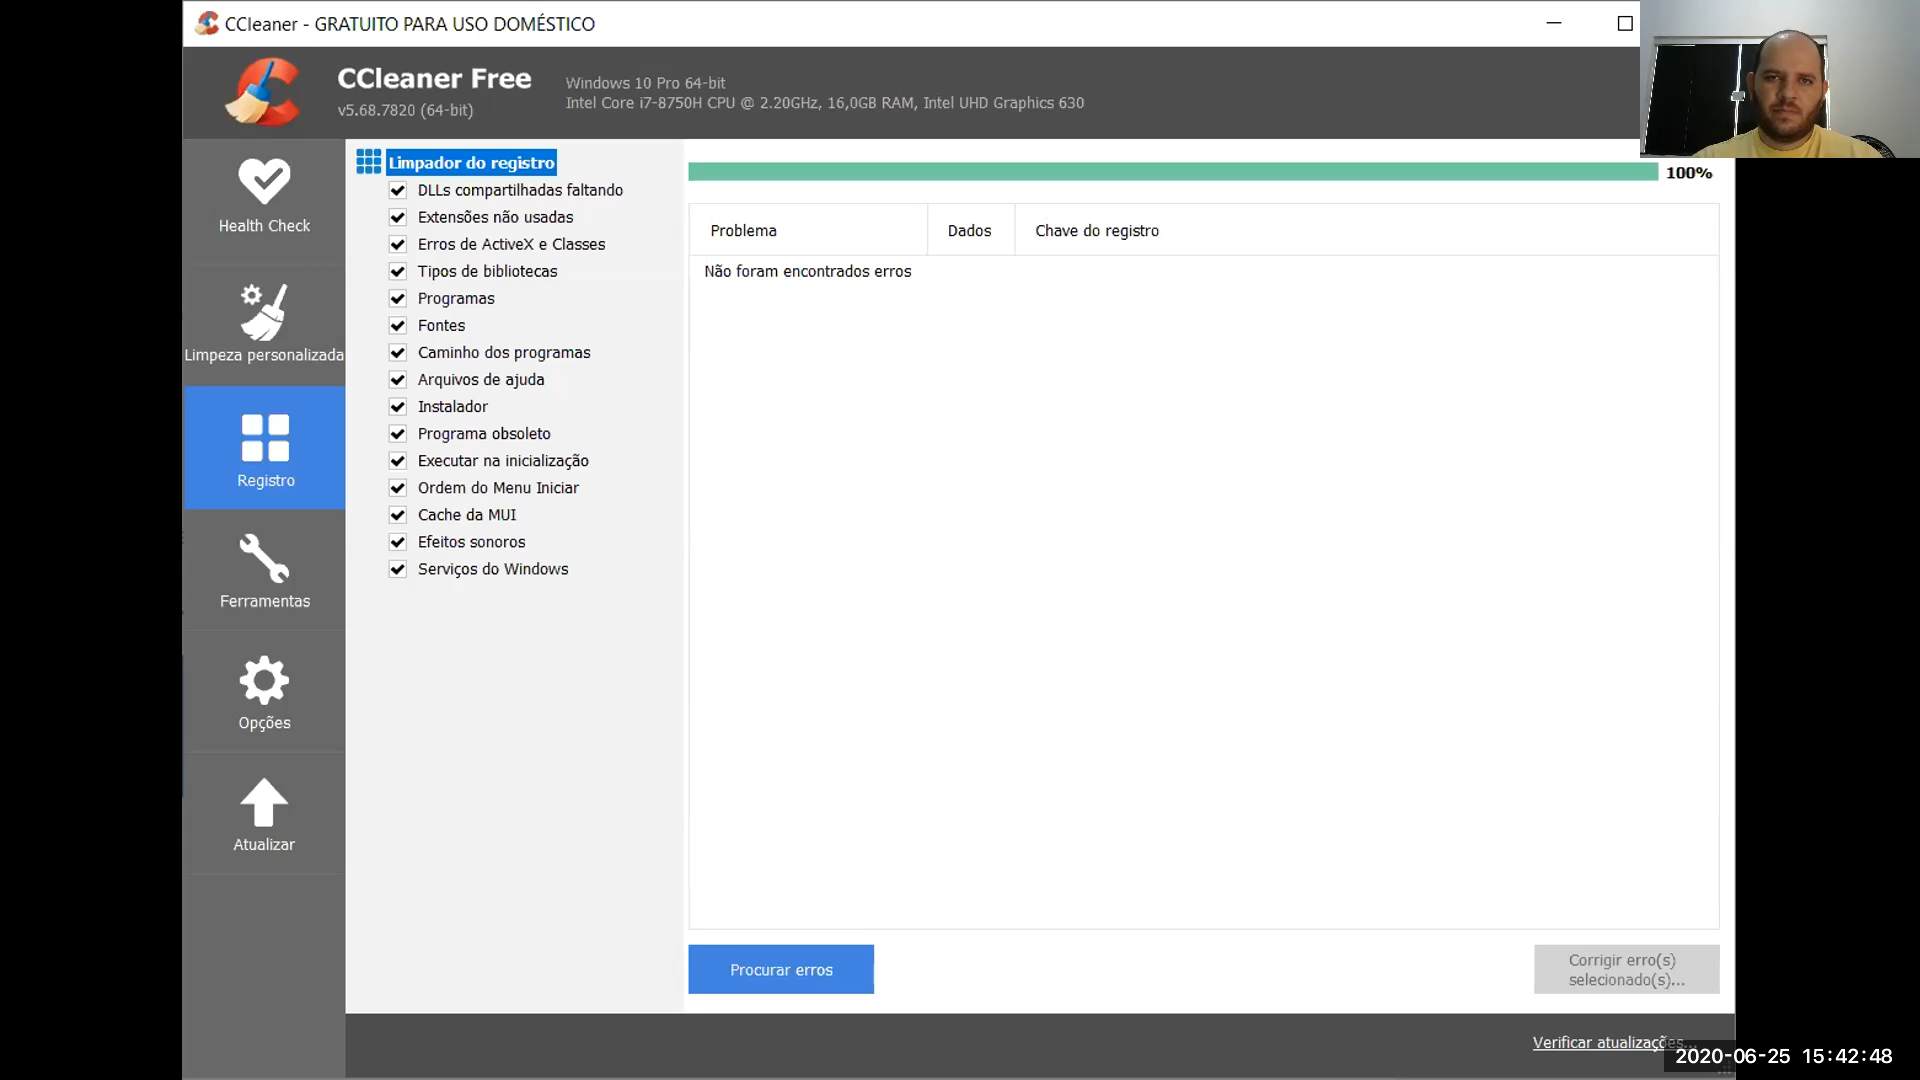 CCleaner - GRATUITO PARA USO DOMÉSTICO
CCleaner Free
v5.68.7820 (64-bit)
Windows 10 Pro 64-bit
Intel Core i7-8750H CPU @ 2.20GHz, 16,0GB RAM, Intel UHD Graphics 630
Health Check
Limpeza personalizada
Registro
Ferramentas
Opções
Atualizar
Limpador do registro
DLLs compartilhadas faltando
Extensões não usadas
Erros de ActiveX e Classes
Tipos de bibliotecas
Programas
Fontes
Caminho dos programas
Arquivos de ajuda
Instalador
Programa obsoleto
Executar na inicialização
Ordem do Menu Iniciar
Cache da MUI
Efeitos sonoros
Serviços do Windows
100%
Problema Dados Chave do registro
Não foram encontrados erros
Procurar erros
Corrigir erro(s)
selecionado(s)...
Verificar atualizações...
2020-06-25 15:42:48